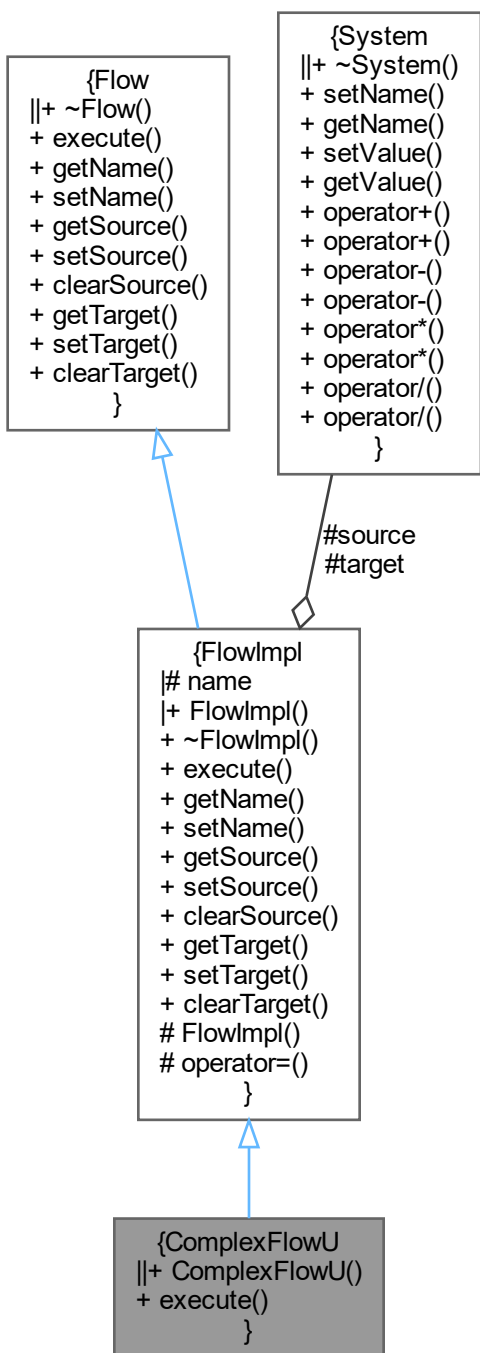 {Flow
||+ ~Flow()
+ execute()
+ getName()
+ setName()
+ getSource()
+ setSource()
+ clearSource()
+ getTarget()
+ setTarget()
+ clearTarget()
}
{System
||+ ~System()
+ setName()
+ getName()
+ setValue()
+ getValue()
+ operator+()
+ operator+()
+ operator-()
+ operator-()
+ operator*()
+ operator*()
+ operator/()
+ operator/()
}
#source
#target
{FlowImpl
|# name
|+ FlowImpl()
+ ~FlowImpl()
+ execute()
+ getName()
+ setName()
+ getSource()
+ setSource()
+ clearSource()
+ getTarget()
+ setTarget()
+ clearTarget()
# FlowImpl()
# operator=()
}
{ComplexFlowU
||+ ComplexFlowU()
+ execute()
}